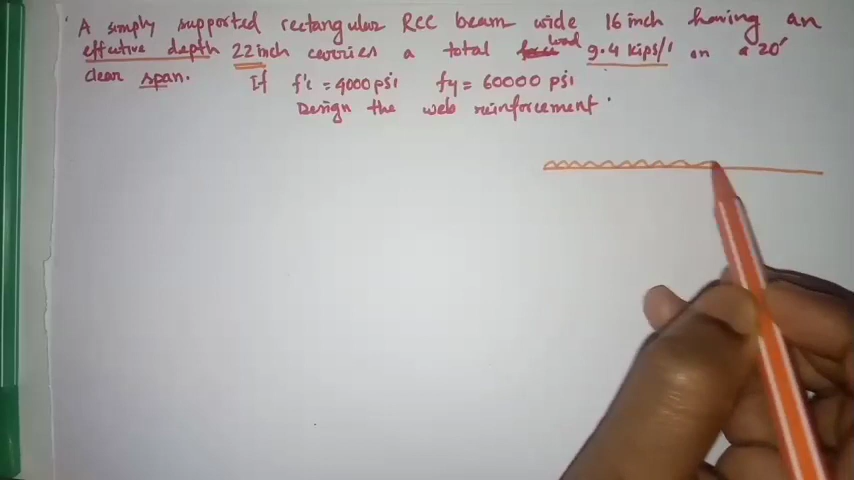 A simply supported rectangular RCC beam wide 16 inch having an
effective depth 22 inch carries a total load 9.4 kips/' on a 20'
clear span. If f'c = 4000 psi fy = 60000 psi
Design the web reinforcement.